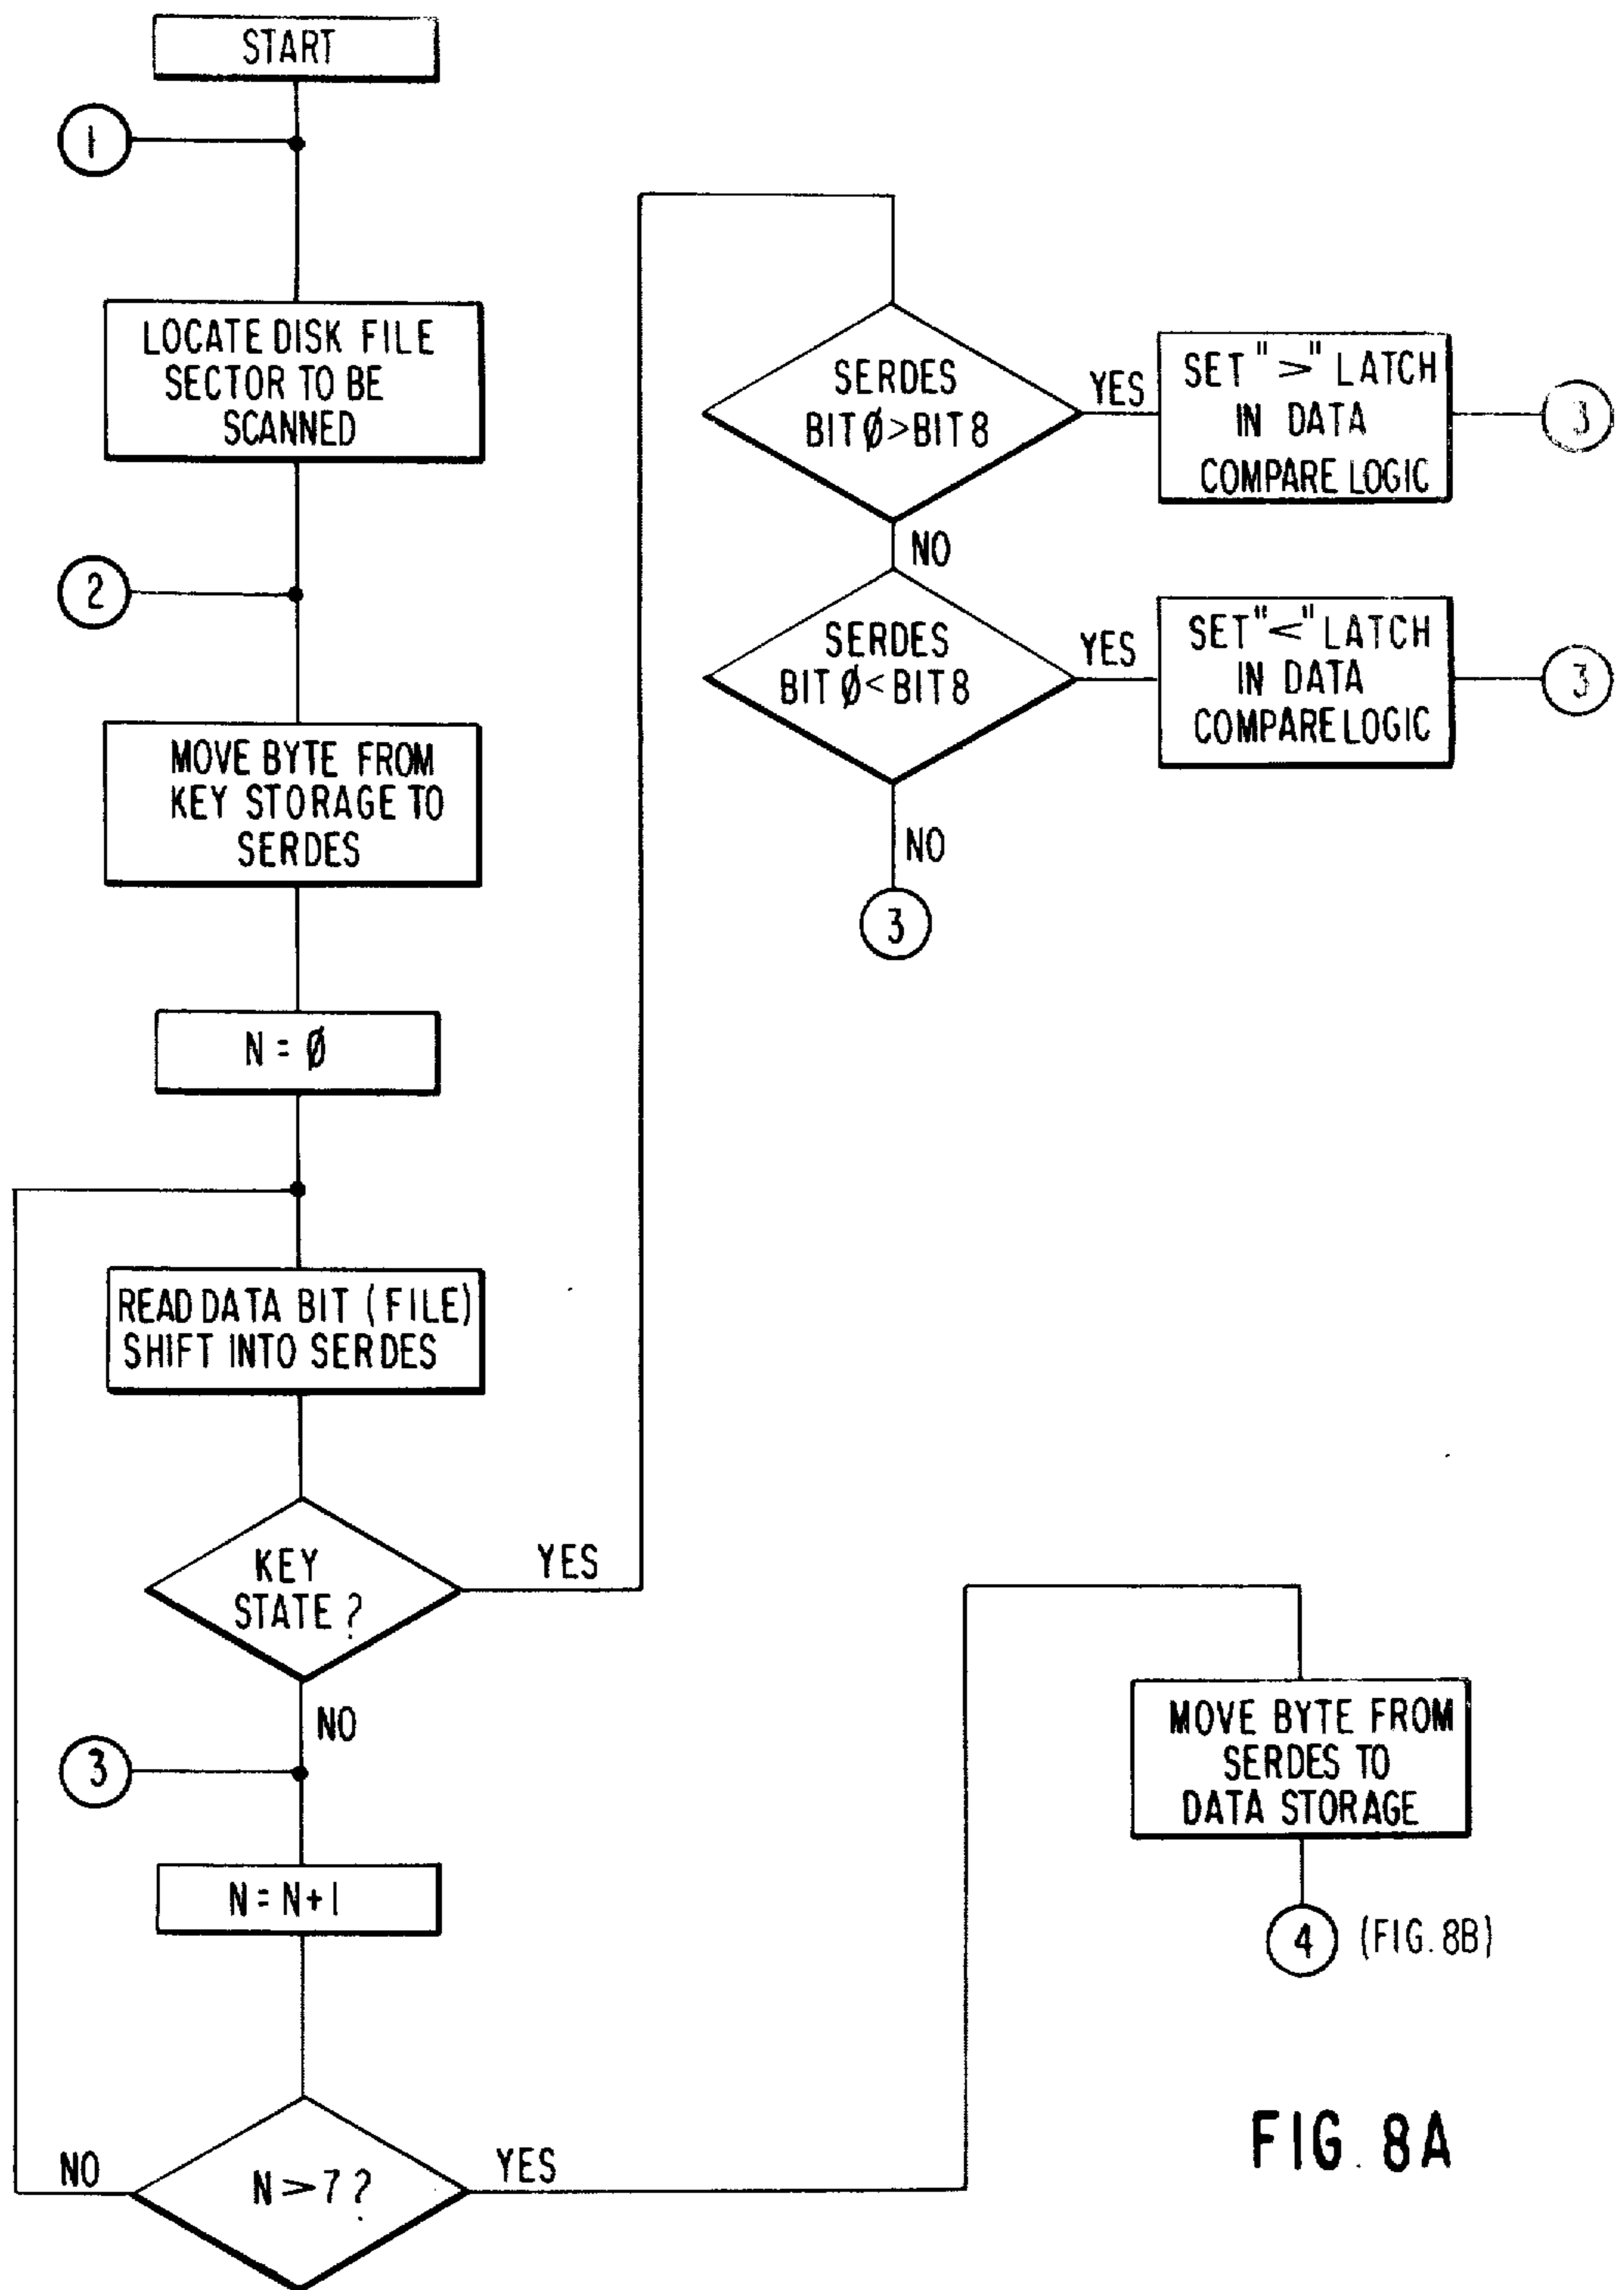 START
1
LOCATE DISK FILE
SECTOR TO BE
SCANNED
2
MOVE BYTE FROM
KEY STORAGE TO
SERDES
N = Ø
READ DATA BIT (FILE)
SHIFT INTO SERDES
KEY
STATE ?
YES
NO
3
N = N+1
N > 7 ?
NO
YES
SERDES
BIT Ø > BIT 8
YES
SET ">" LATCH
IN DATA
COMPARE LOGIC
3
NO
SERDES
BIT Ø < BIT 8
YES
SET "<" LATCH
IN DATA
COMPARE LOGIC
3
NO
3
MOVE BYTE FROM
SERDES TO
DATA STORAGE
4 (FIG. 8B)
FIG. 8A